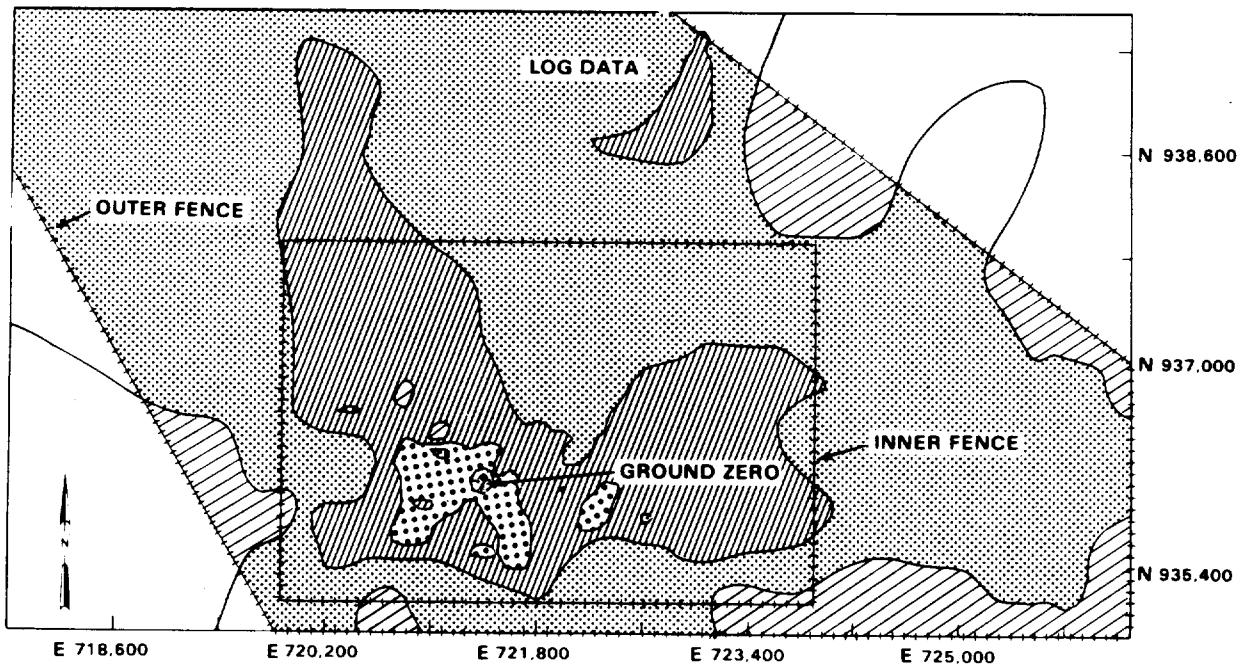 LOG DATA
N 938,600
OUTER FENCE
N 937,000
INNER FENCE
GROUND ZERO
N
N 935,400
E 718,600
E 720,200
E 721,800
E 723,400
E 725,000